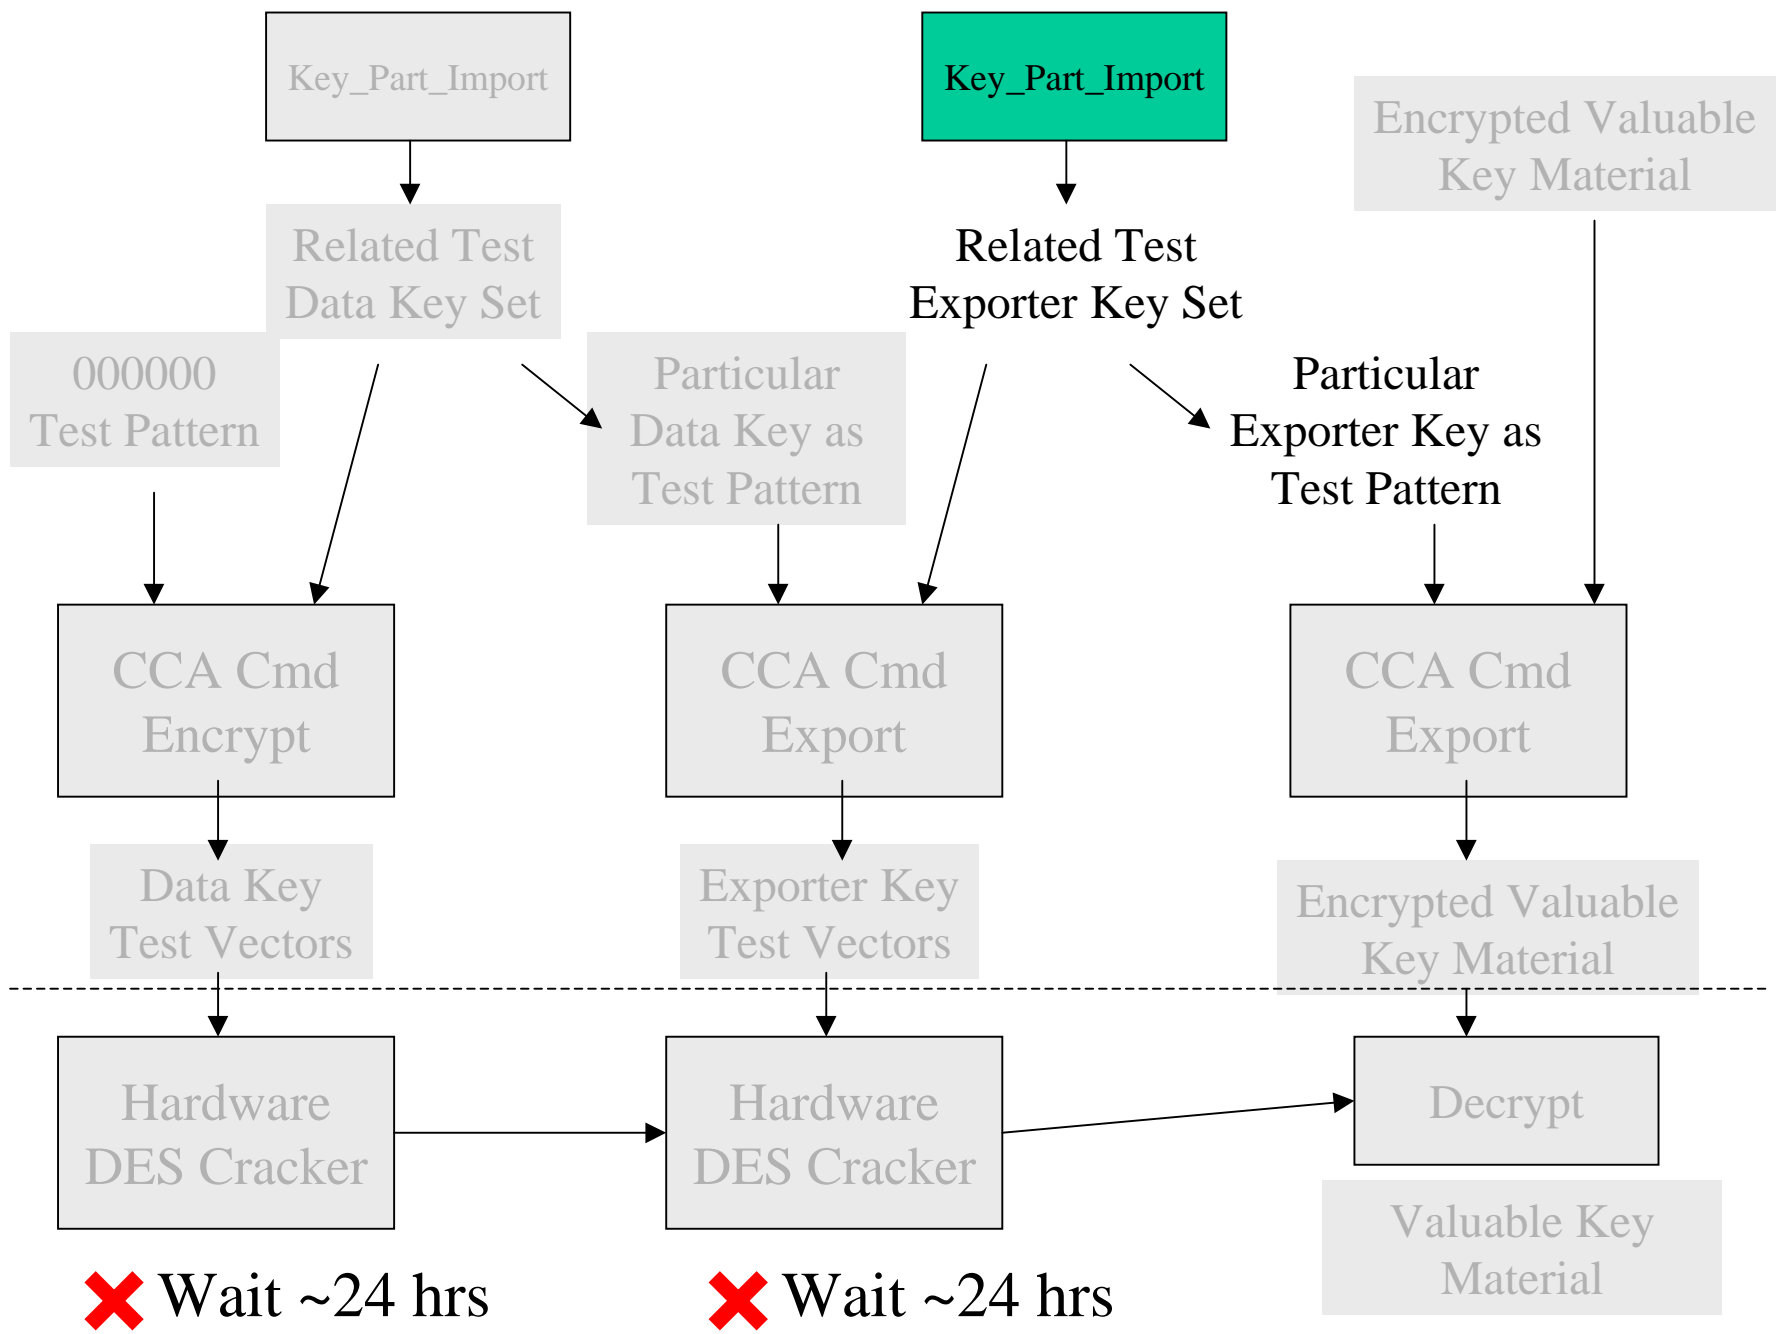 Key_Part_Import
Key_Part_Import
Encrypted Valuable
Key Material
Related Test
Data Key Set
Related Test
Exporter Key Set
000000
Test Pattern
Particular
Data Key as
Test Pattern
Particular
Exporter Key as
Test Pattern
CCA Cmd
Encrypt
CCA Cmd
Export
CCA Cmd
Export
Data Key
Test Vectors
Exporter Key
Test Vectors
Encrypted Valuable
Key Material
Hardware
DES Cracker
Hardware
DES Cracker
Decrypt
Valuable Key
Material
Wait ~24 hrs
Wait ~24 hrs